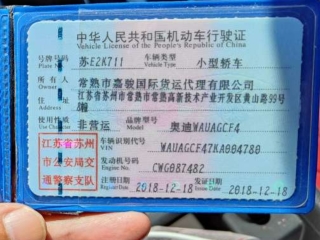 中华人民共和国机动车行驶证
Vehicle License of the People's Republic of China
号牌号码 苏E2K711 车辆类型 小型轿车
Plate No. Vehicle Type
所有人 常熟市嘉骏国际货运代理有限公司
Owner
住址 江苏省苏州市常熟市常熟高新技术产业开发区黄山路99号
使用性质 非营运 品牌型号 奥迪WAUAGCF4
Use Character Model
江苏省苏州市公安局交通警察支队
车辆识别代号 WAUAGCF47KA004780
VIN
发动机号码 CWG087482
Engine No.
注册日期 2018-12-18 发证日期 2018-12-18
Register Date Issue Date